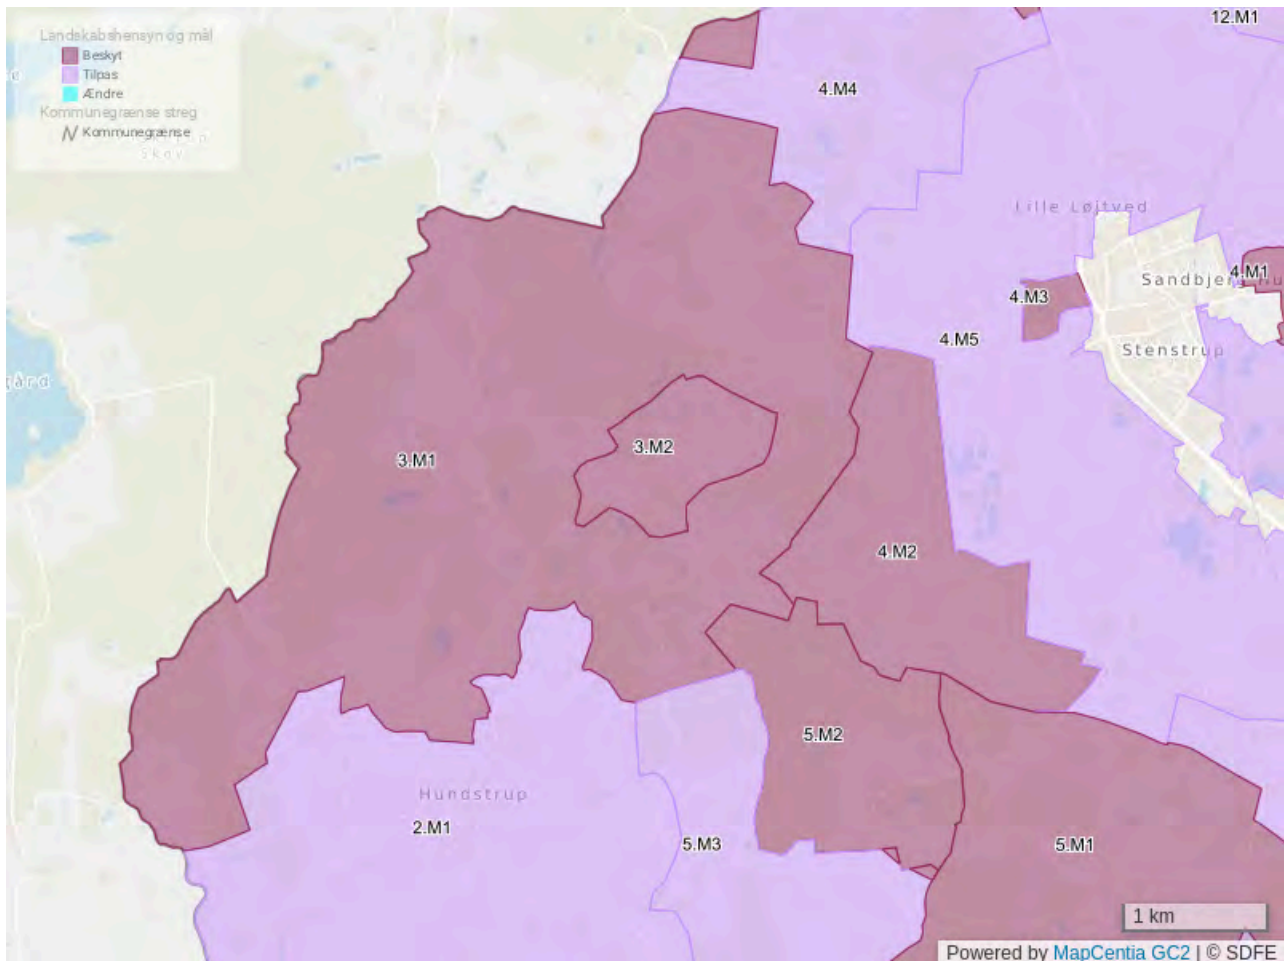 Landskabshensyn og mål
Beskyt
Tilpas
Ændre
Kommunegrænse streg
Kommunegrænse
Skov
12.M1
4.M4
Lille Løjtved
4.M1
4.M3
4.M5
Stenstrup
gård
3.M1
3.M2
4.M2
5.M2
Hundstrup
2.M1
5.M3
5.M1
1 km
Powered by MapCentia GC2 | © SDFE